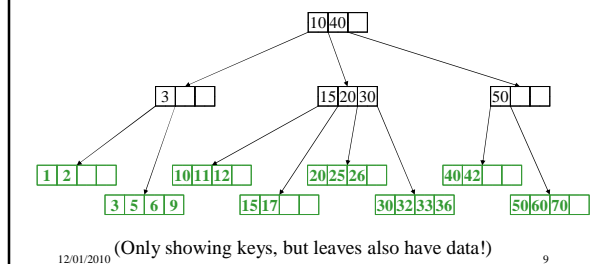 10 40
3 15 20 30 50
1 2 10 11 12 20 25 26 40 42
3 5 6 9 15 17 30 32 33 36 50 60 70
(Only showing keys, but leaves also have data!)
12/01/2010 9